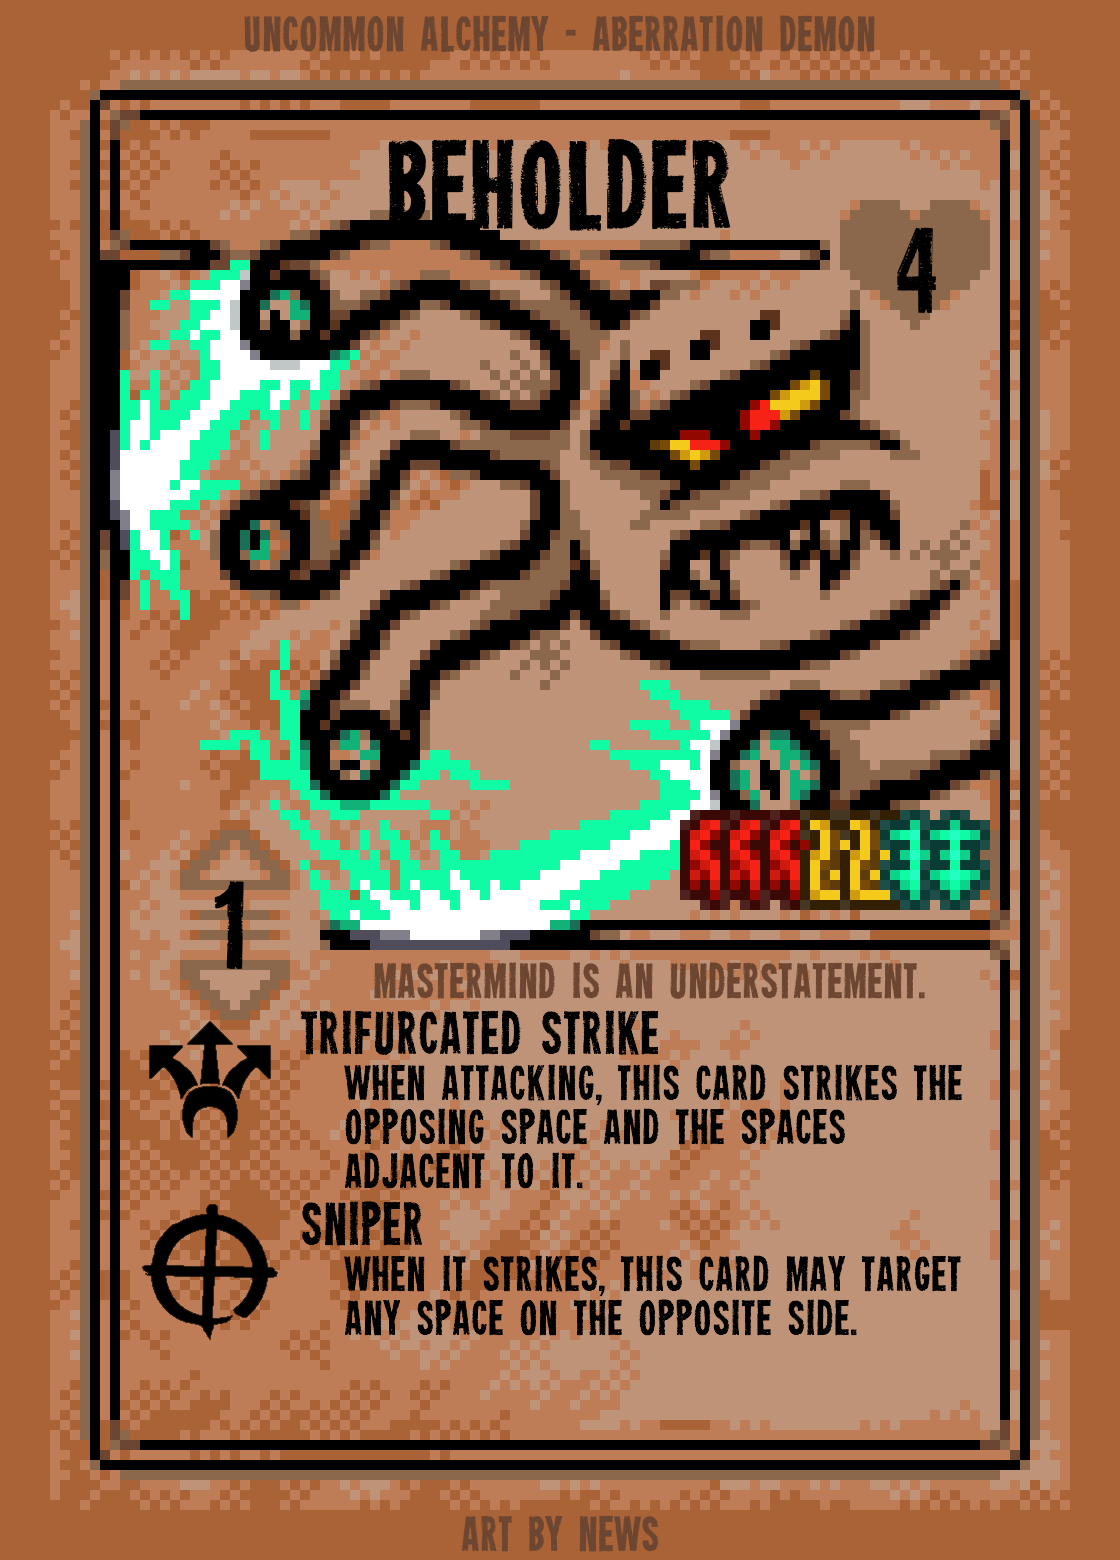 UNCOMMON ALCHEMY - ABERRATION DEMON
BEHOLDER
4
1
MASTERMIND IS AN UNDERSTATEMENT.
TRIFURCATED STRIKE
WHEN ATTACKING, THIS CARD STRIKES THE
OPPOSING SPACE AND THE SPACES
ADJACENT TO IT.
SNIPER
WHEN IT STRIKES, THIS CARD MAY TARGET
ANY SPACE ON THE OPPOSITE SIDE.
ART BY NEWS